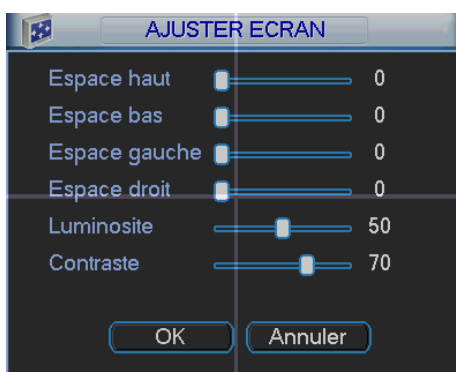 AJUSTER ECRAN
Espace haut 0
Espace bas 0
Espace gauche 0
Espace droit 0
Luminosite 50
Contraste 70
OK Annuler